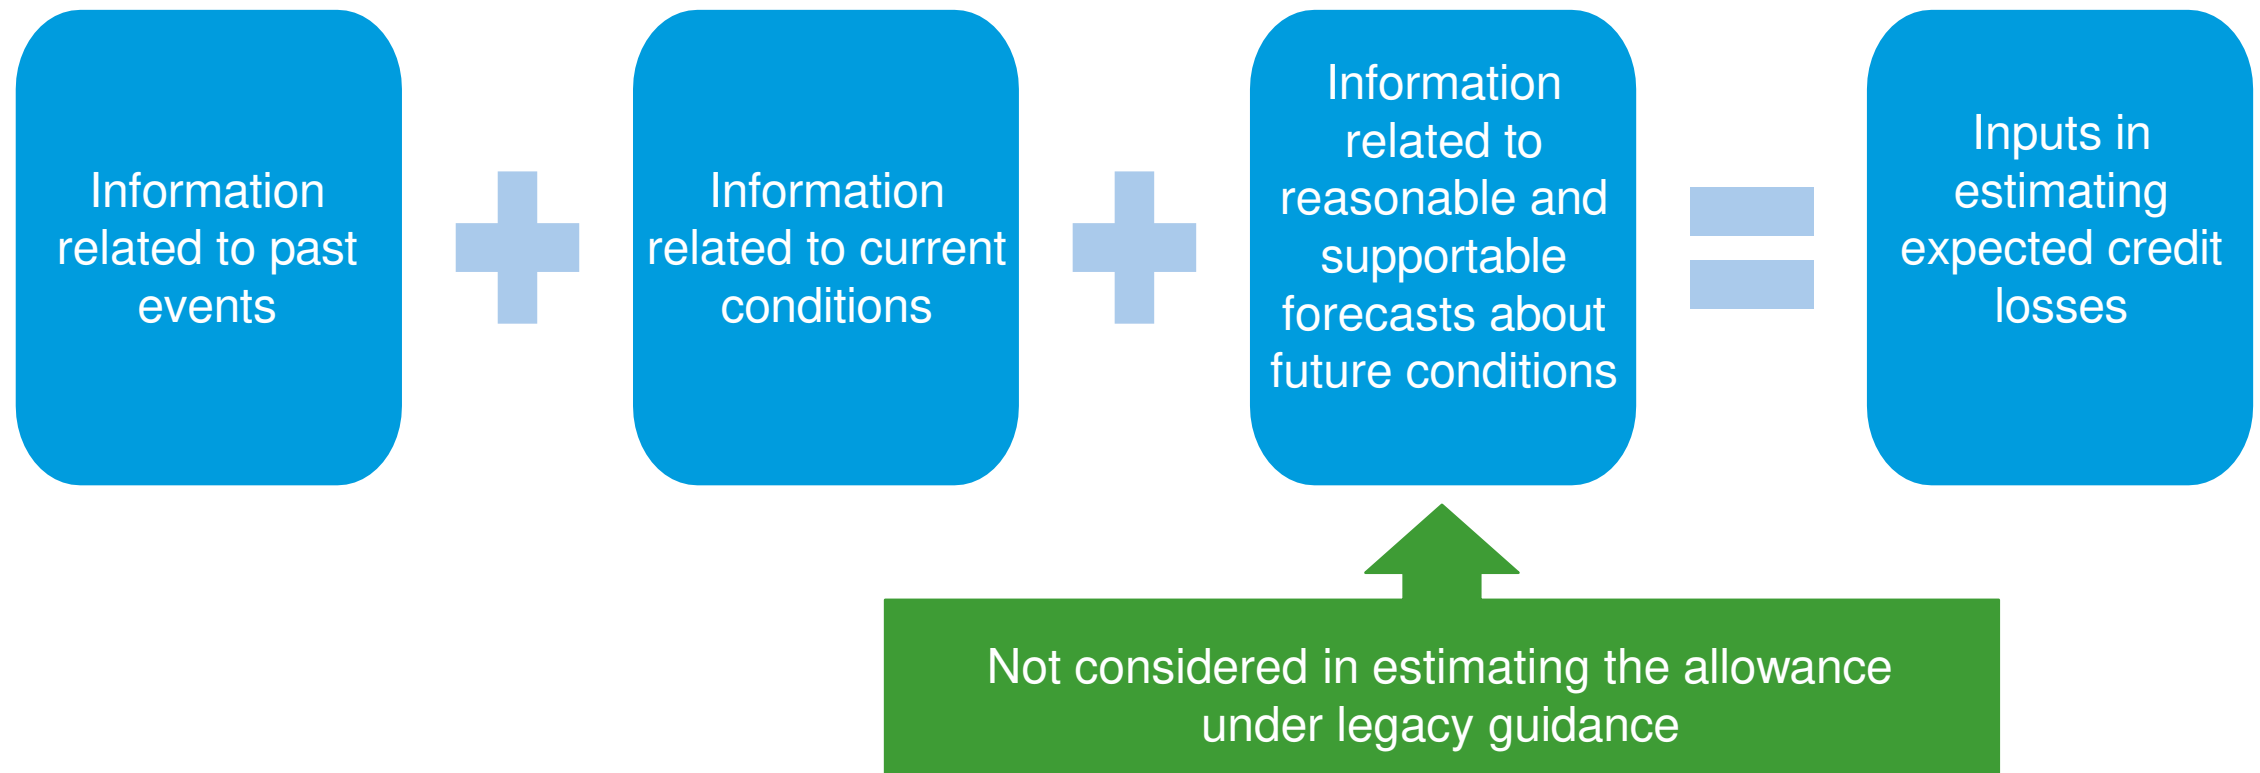 Information
related to past
events
Information
related to current
conditions
Information
related to
reasonable and
supportable
forecasts about
future conditions
Inputs in
estimating
expected credit
losses
Not considered in estimating the allowance
under legacy guidance